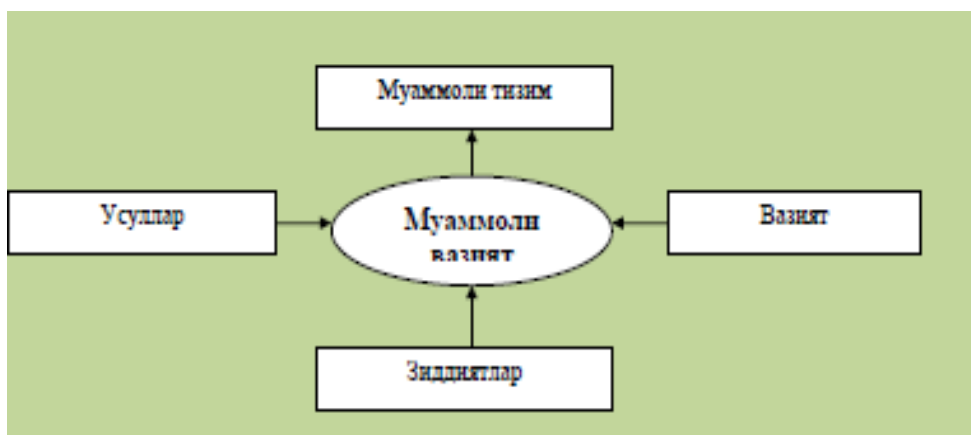 Муаммоли тизим
Усуллар
Муаммоли
вазият
Вазият
Зиддиятлар